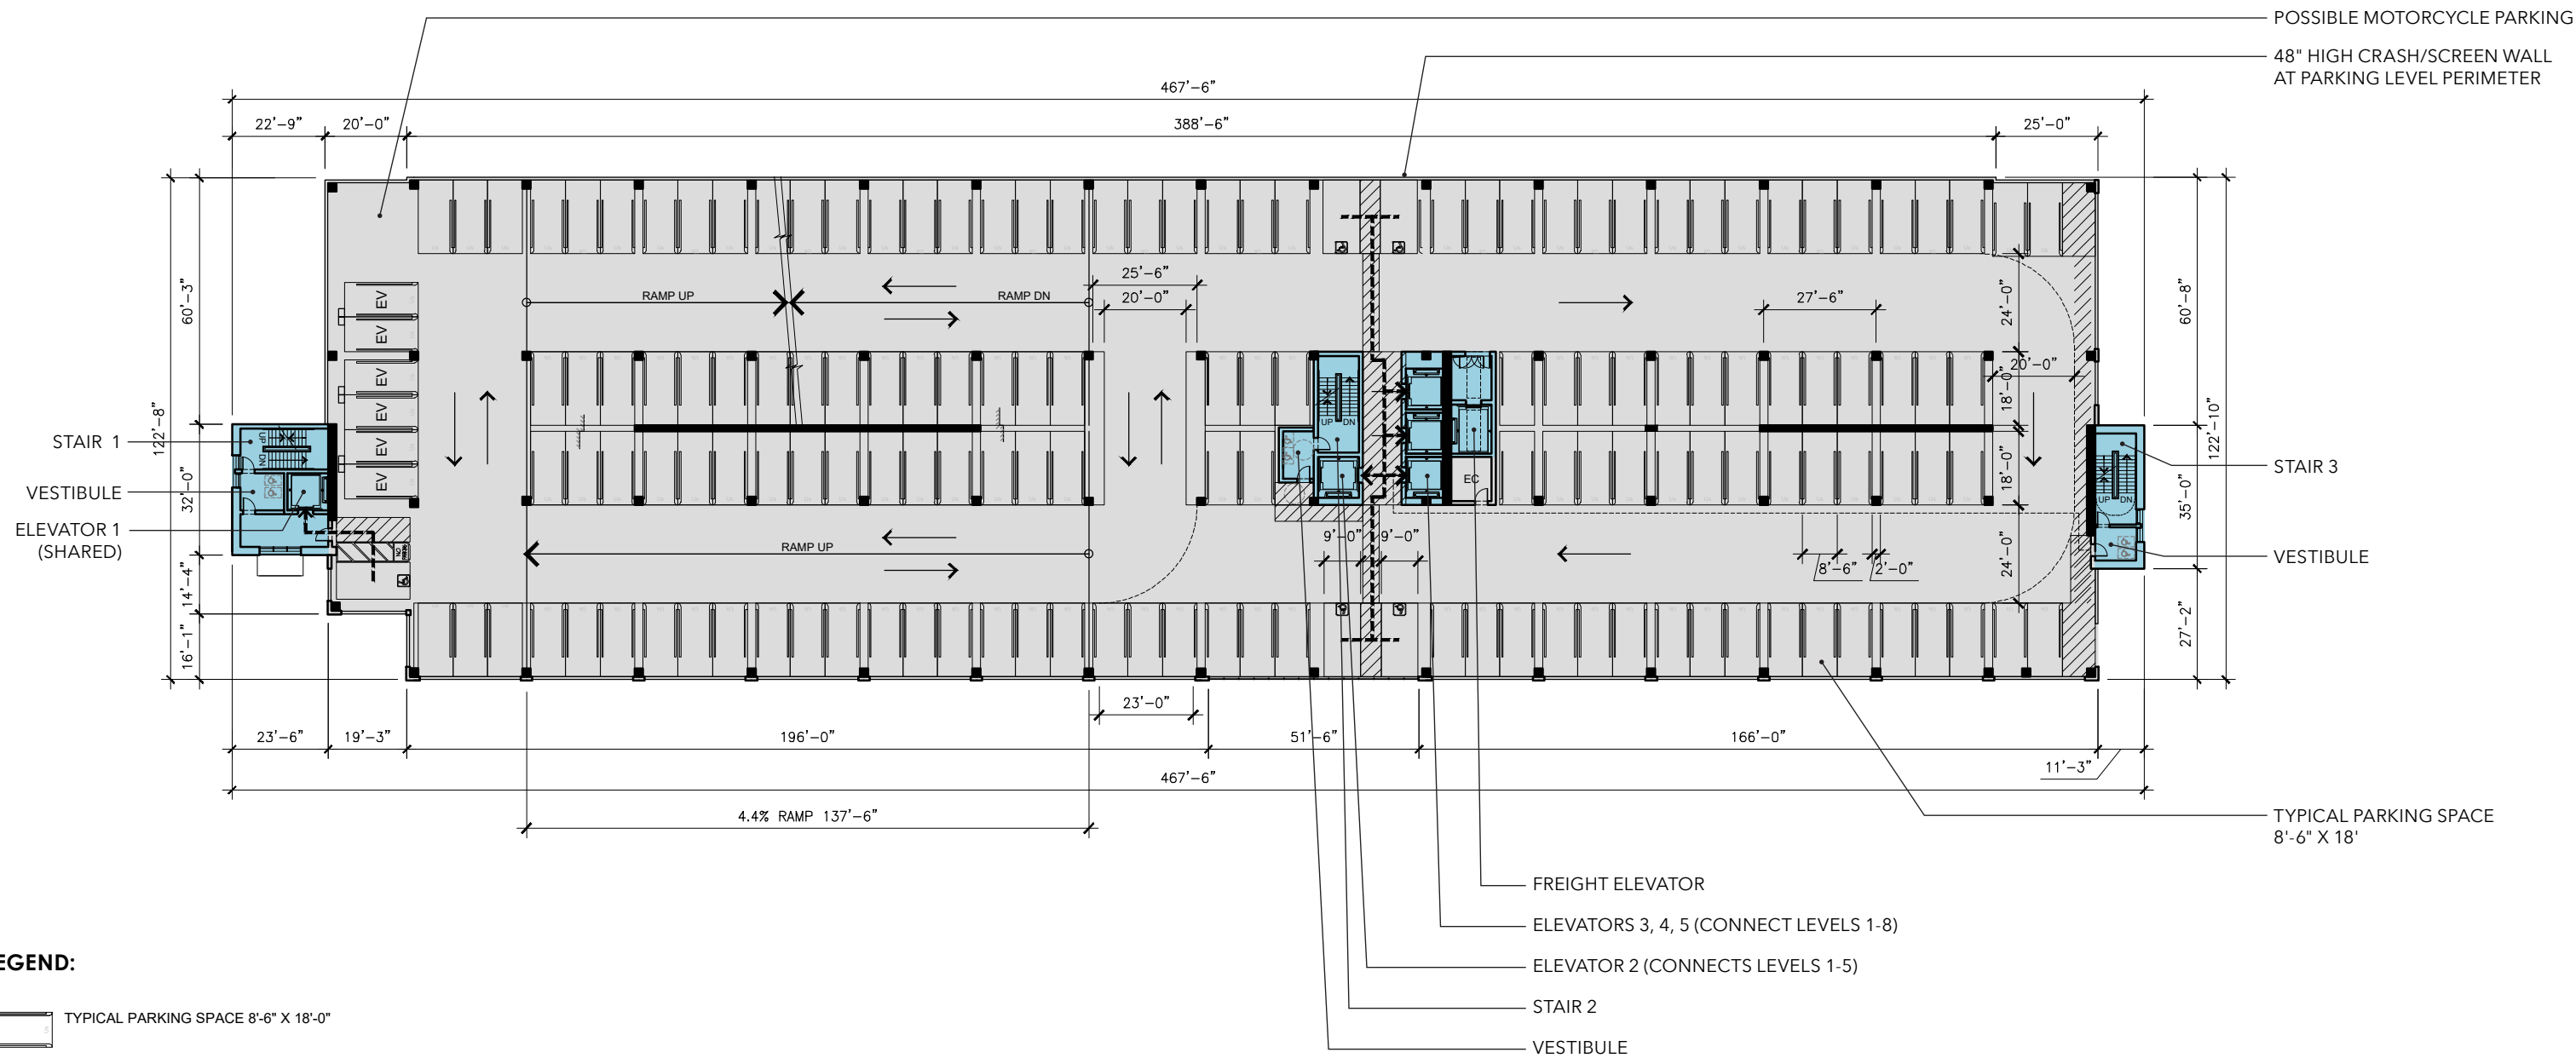 POSSIBLE MOTORCYCLE PARKING
48" HIGH CRASH/SCREEN WALL
AT PARKING LEVEL PERIMETER
467'-6"
22'-9"
20'-0"
388'-6"
25'-0"
25'-6"
20'-0"
RAMP UP
RAMP DN
27'-6"
24'-0"
60'-3"
60'-8"
EV
EV
EV
EV
EV
EV
20'-0"
18'-0"
122'-8"
122'-10"
STAIR 1
UP
DN
UP
DN
STAIR 3
18'-0"
EC
VESTIBULE
32'-0"
35'-0"
UP
DN
ELEVATOR 1
(SHARED)
RAMP UP
9'-0"
9'-0"
24'-0"
8'-6"
2'-0"
VESTIBULE
14'-4"
16'-1"
27'-2"
23'-0"
23'-6"
19'-3"
196'-0"
51'-6"
166'-0"
11'-3"
467'-6"
4.4% RAMP 137'-6"
TYPICAL PARKING SPACE
8'-6" X 18'
FREIGHT ELEVATOR
ELEVATORS 3, 4, 5 (CONNECT LEVELS 1-8)
ELEVATOR 2 (CONNECTS LEVELS 1-5)
STAIR 2
VESTIBULE
EGEND:
TYPICAL PARKING SPACE 8'-6" X 18'-0"